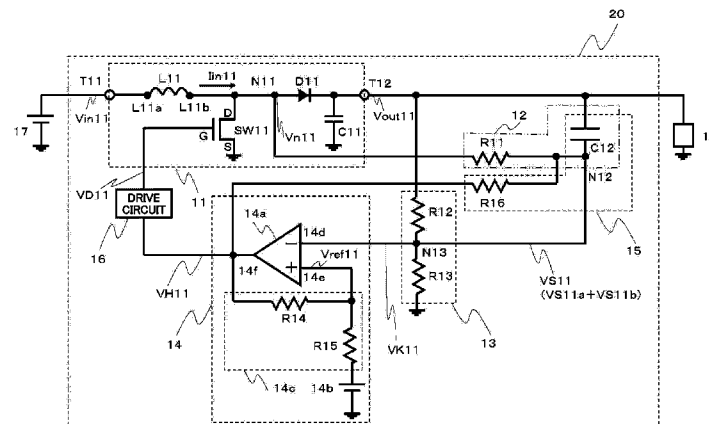 20
T11
L11
Iin11
N11
D11
T12
L11a
L11b
Vin11
D
G
S
SW11
Vn11
C11
Vout11
17
1
12
R11
C12
N12
R16
VD11
11
DRIVE
CIRCUIT
16
14a
14d
R12
15
14f
Vref11
N13
14e
R13
VS11
(VS11a+VS11b)
VH11
R14
14
R15
VK11
13
14c
14b